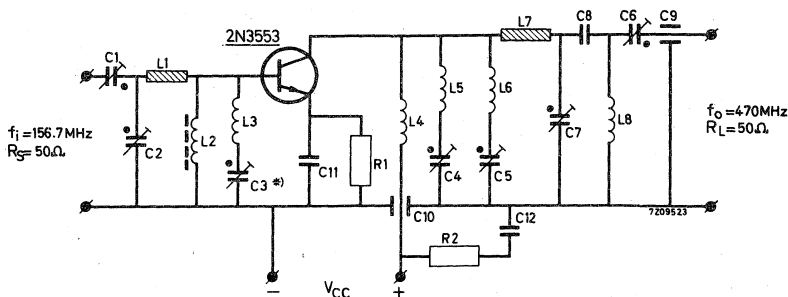 2N3553
C1
L1
L7
C8
C6
C9
fi=156.7MHz
RS=50Ω
C2
L2
L3
C3 *)
C11
R1
L4
L5
L6
C4
C5
C7
L8
fo=470MHz
RL=50Ω
C10
C12
R2
7209523
− VCC +